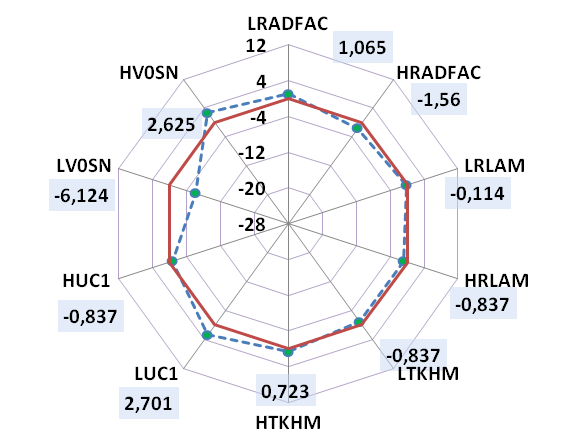 LRADFAC
12
1,065
HV0SN
4
HRADFAC
-1,56
2,625
-4
-12
LV0SN
LRLAM
-6,124
-20
-0,114
-28
HUC1
HRLAM
-0,837
-0,837
-0,837
LUC1
LTKHM
0,723
2,701
HTKHM